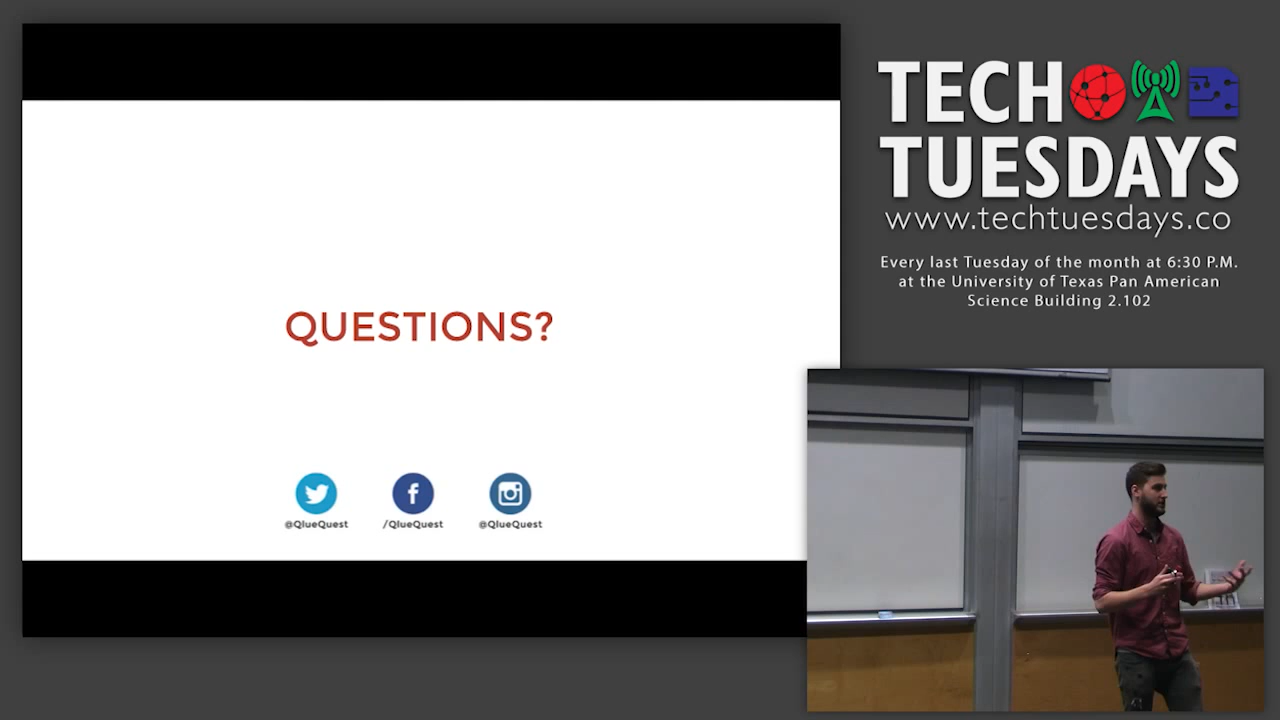 QUESTIONS?
@QlueQuest /QlueQuest @QlueQuest
TECH
TUESDAYS
www.techtuesdays.co
Every last Tuesday of the month at 6:30 P.M.
at the University of Texas Pan American
Science Building 2.102